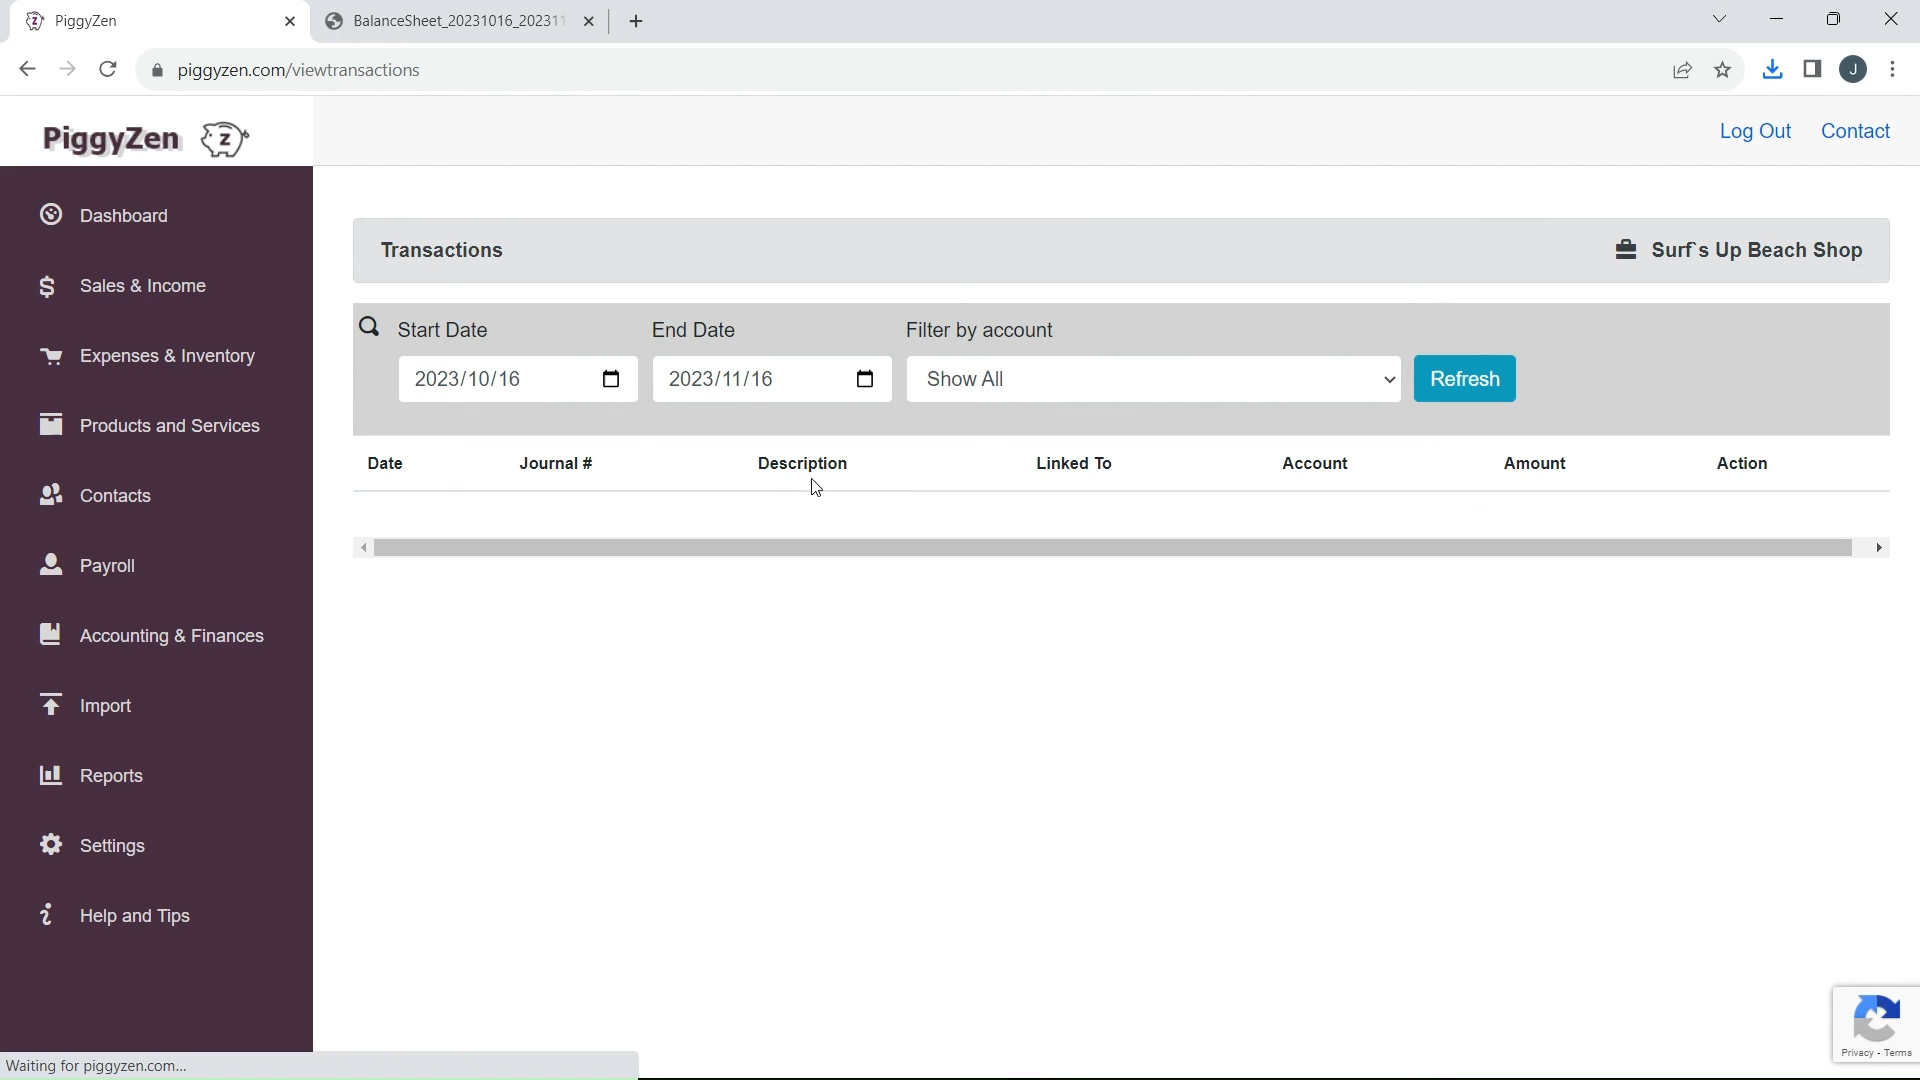 PiggyZen
BalanceSheet_20231016_20231
piggyzen.com/viewtransactions
J
PiggyZen Z
Log Out Contact
Dashboard
Sales & Income
Expenses & Inventory
Products and Services
Contacts
Payroll
Accounting & Finances
Import
Reports
Settings
Help and Tips
Transactions Surf`s Up Beach Shop
Start Date End Date Filter by account
2023/10/16 2023/11/16 Show All Refresh
Date Journal # Description Linked To Account Amount Action
Privacy - Terms
Waiting for piggyzen.com...